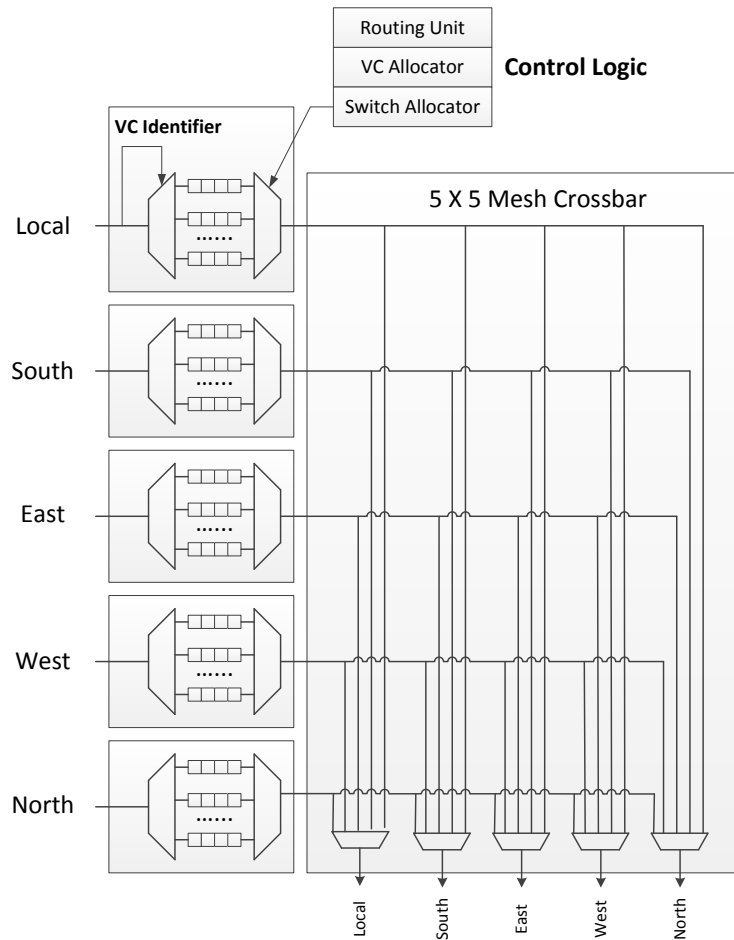 Routing Unit
VC Allocator
Control Logic
Switch Allocator
VC Identifier
5 X 5 Mesh Crossbar
Local
......
South
......
East
......
West
......
North
......
Local
South
East
West
North